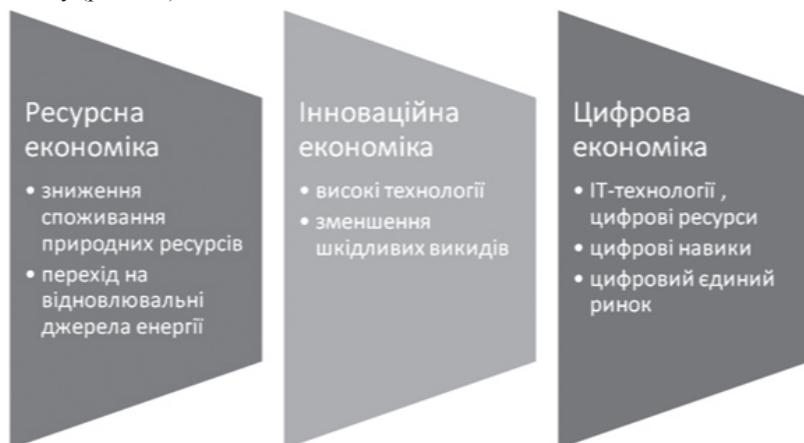 Ресурсна
економіка
• зниження
споживання
природних ресурсів
• перехід на
відновлювальні
джерела енергії
Інноваційна
економіка
• високі технології
• зменшення
шкідливих викидів
Цифрова
економіка
• ІТ-технології ,
цифрові ресурси
• цифрові навики
• цифровий єдиний
ринок